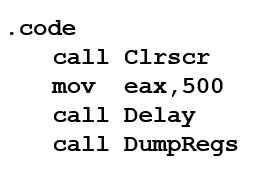 .code
call Clrscr
mov eax,500
call Delay
call DumpRegs